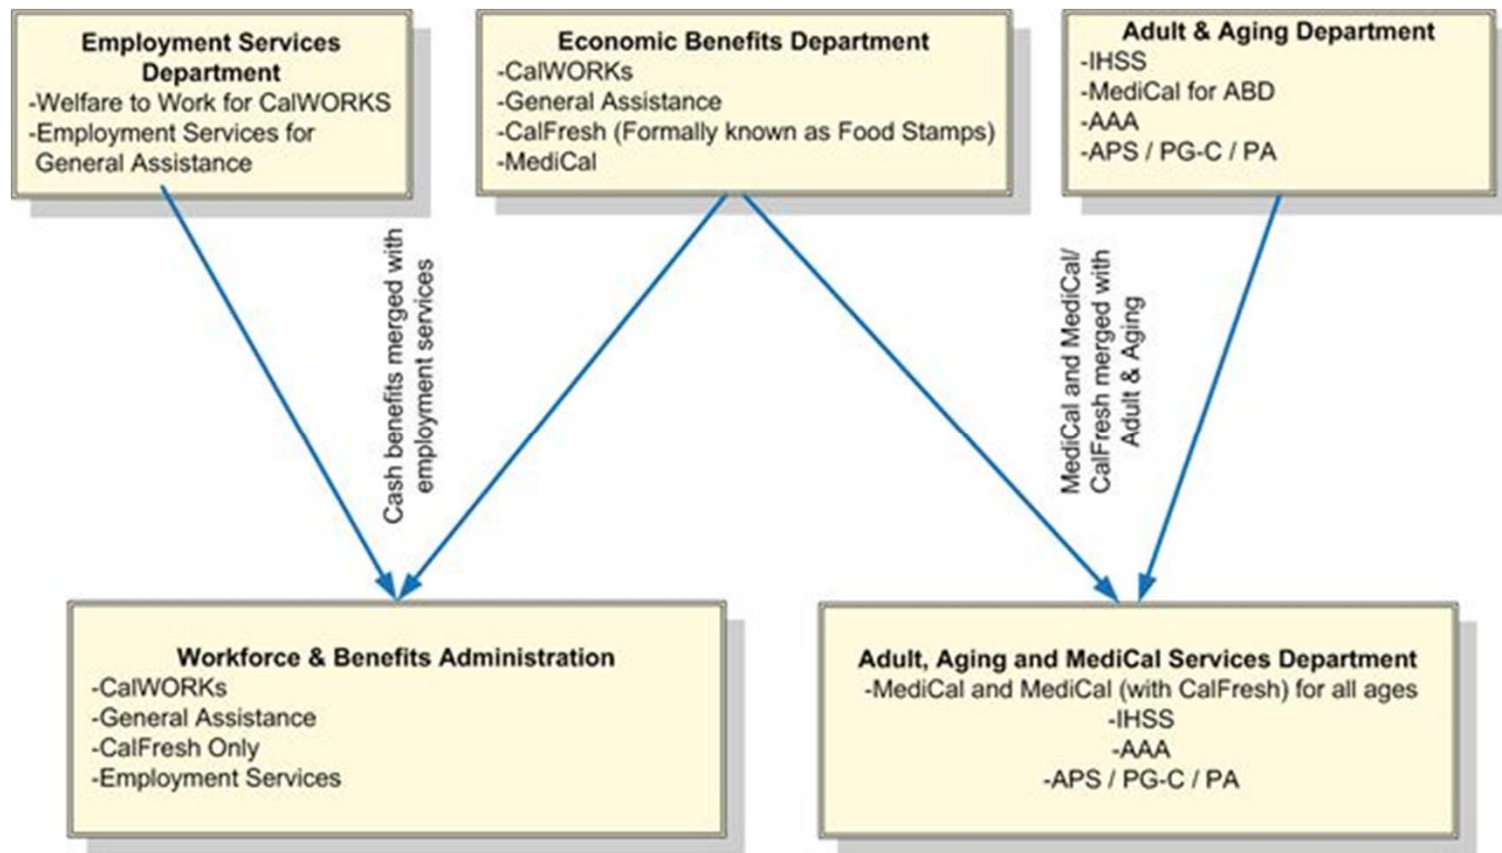 Employment Services
Department
-Welfare to Work for CalWORKS
-Employment Services for
General Assistance
Economic Benefits Department
-CalWORKs
-General Assistance
-CalFresh (Formally known as Food Stamps)
-MediCal
Adult & Aging Department
-IHSS
-MediCal for ABD
-AAA
-APS / PG-C / PA
Cash benefits merged with
employment services
MediCal and MediCal/
CalFresh merged with
Adult & Aging
Workforce & Benefits Administration
-CalWORKs
-General Assistance
-CalFresh Only
-Employment Services
Adult, Aging and MediCal Services Department
-MediCal and MediCal (with CalFresh) for all ages
-IHSS
-AAA
-APS / PG-C / PA